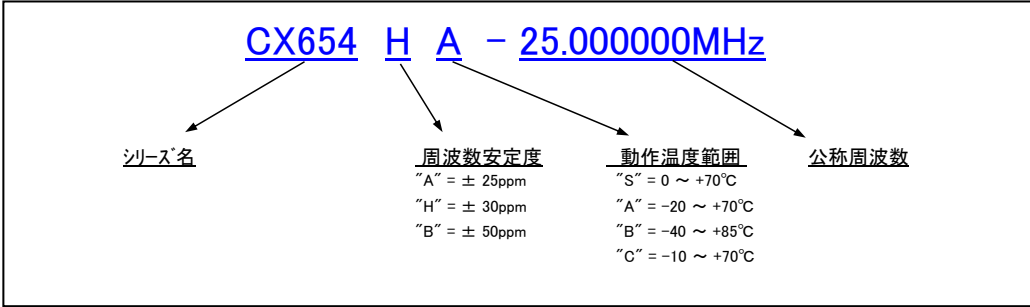 CX654 H A - 25.000000MHz
ｼﾘｰｽﾞ名 周波数安定度 動作温度範囲 公称周波数
"A" = ± 25ppm "S" = 0 ～ +70℃
"H" = ± 30ppm "A" = -20 ～ +70℃
"B" = ± 50ppm "B" = -40 ～ +85℃
"C" = -10 ～ +70℃